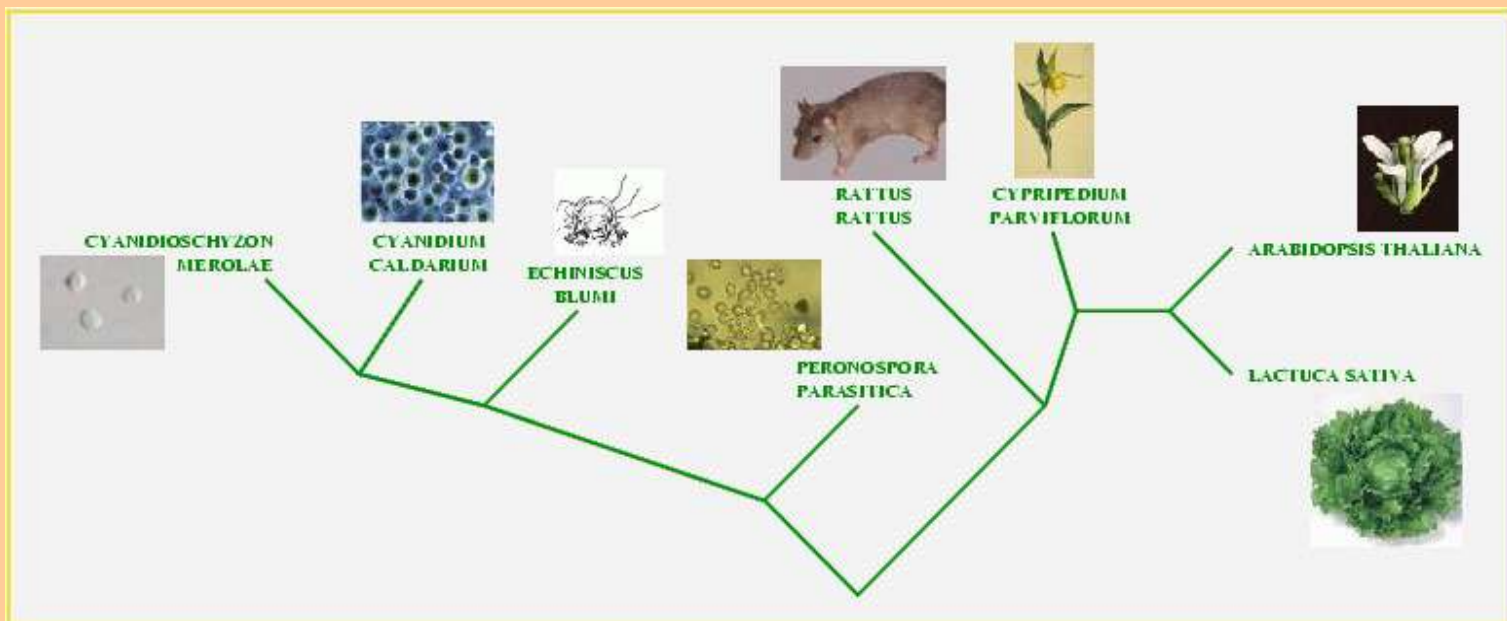 RATTUS
RATTUS
CYPRIPEDIUM
PARVIFLORUM
CYANIDIOSCHYZON
MEROLAE
CYANIDIUM
CALDARIUM
ECHINISCUS
BLUMI
ARABIDOPSIS THALIANA
PERONOSPORA
PARASITICA
LACTUCA SATIVA